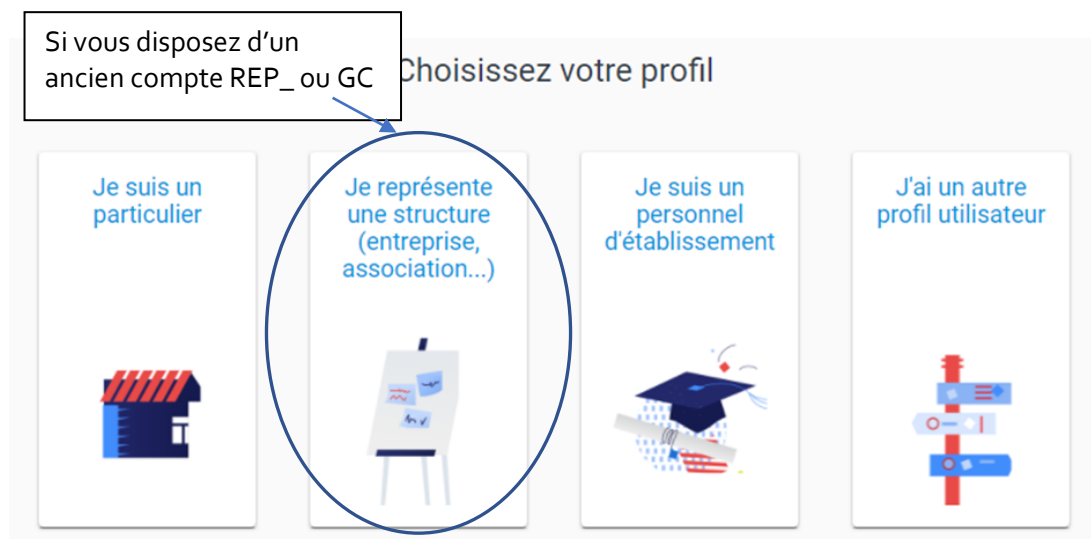 Si vous disposez d’un
ancien compte REP_ ou GC
Choisissez votre profil
Je suis un
particulier
Je représente
une structure
(entreprise,
association...)
Je suis un
personnel
d'établissement
J'ai un autre
profil utilisateur